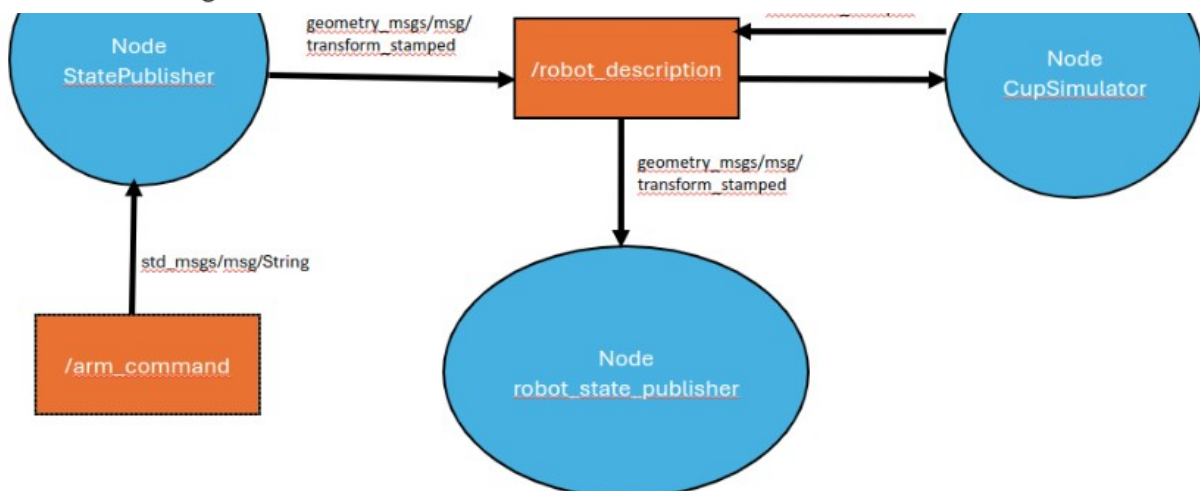 geometry_msgs/msg/
transform_stamped
Node
StatePublisher
/robot_description
Node
CupSimulator
geometry_msgs/msg/
transform_stamped
std_msgs/msg/String
/arm_command
Node
robot_state_publisher